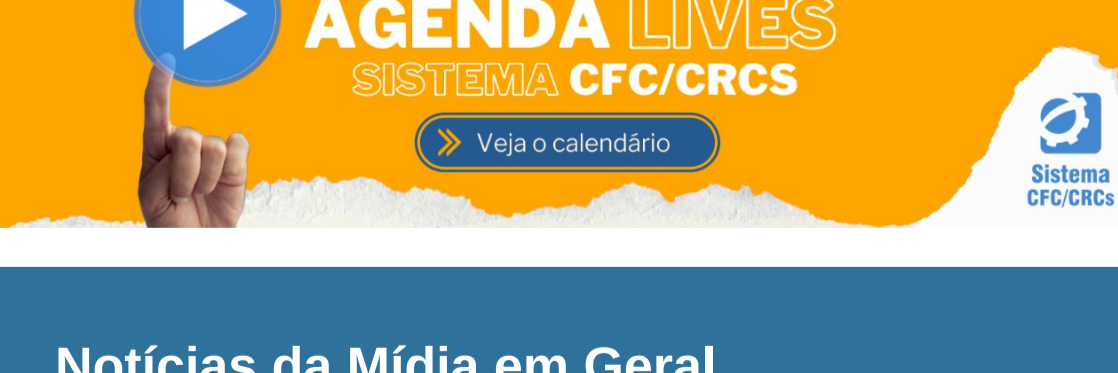 AGENDA LIVES
SISTEMA CFC/CRCS
Veja o calendário
Sistema
CFC/CRCs
Notícias da Mídia em Geral